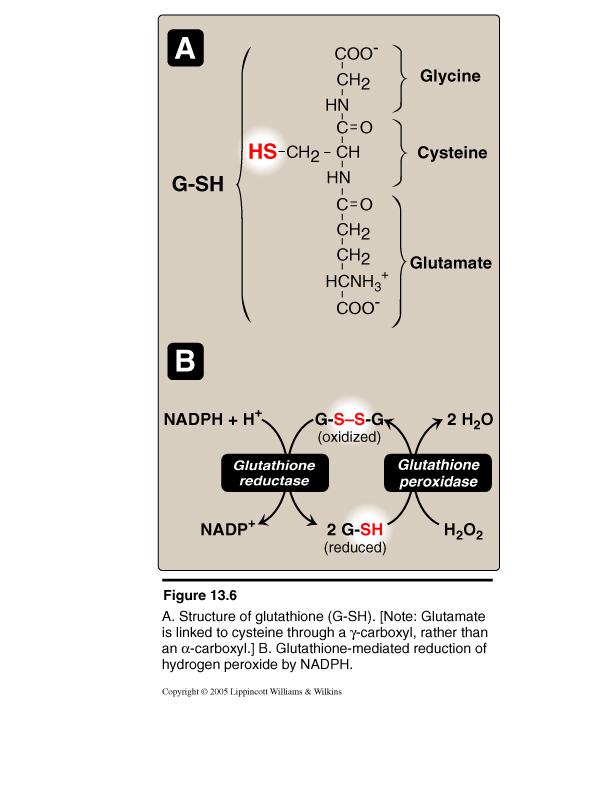 A
COO⁻
CH₂
Glycine
HN
C=O
HS-CH₂-CH
Cysteine
HN
G-SH
C=O
CH₂
CH₂
Glutamate
HCNH₃⁺
COO⁻
B
NADPH + H⁺
G-S–S-G
2 H₂O
(oxidized)
Glutathione
reductase
Glutathione
peroxidase
NADP⁺
2 G-SH
H₂O₂
(reduced)
Figure 13.6
A. Structure of glutathione (G-SH). [Note: Glutamate
is linked to cysteine through a γ-carboxyl, rather than
an α-carboxyl.] B. Glutathione-mediated reduction of
hydrogen peroxide by NADPH.
Copyright © 2005 Lippincott Williams & Wilkins